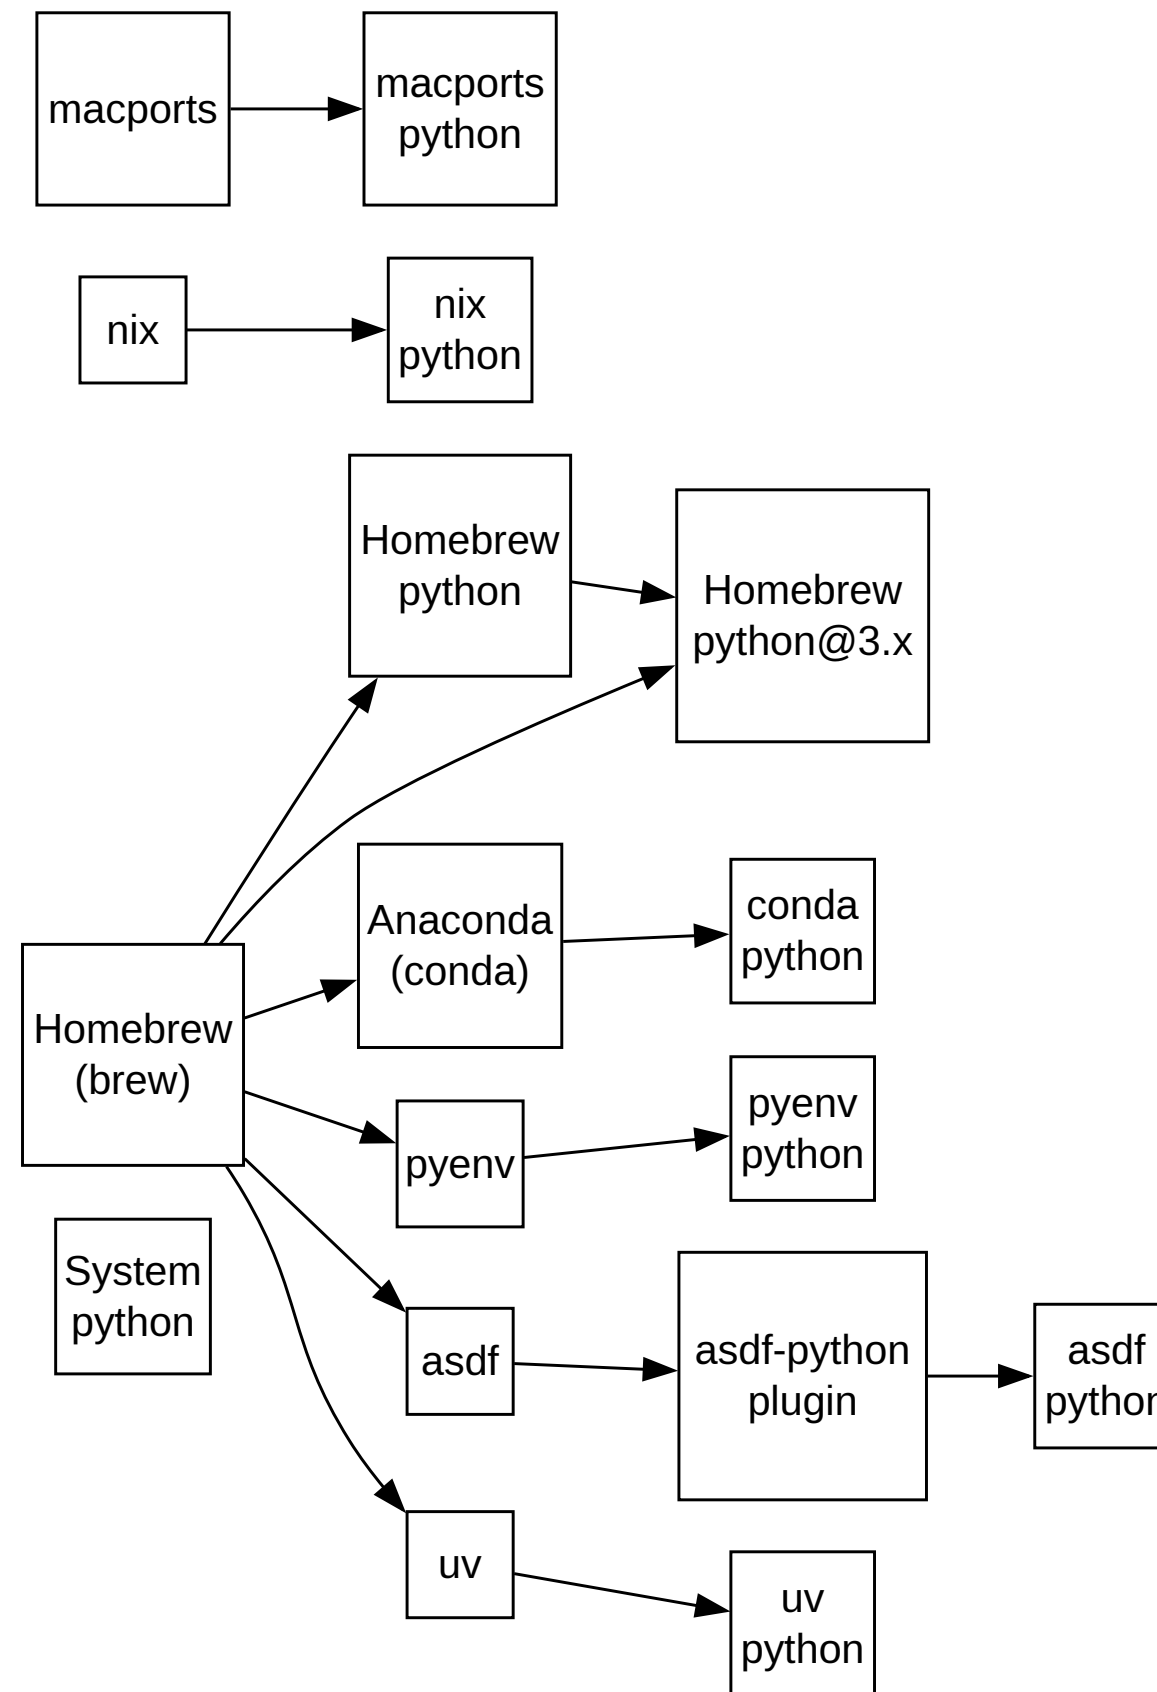 macports
macports
python
nix
nix
python
Homebrew
python
Homebrew
python@3.x
Anaconda
(conda)
conda
python
Homebrew
(brew)
pyenv
pyenv
python
System
python
asdf
asdf-python
plugin
asdf
python
uv
uv
python